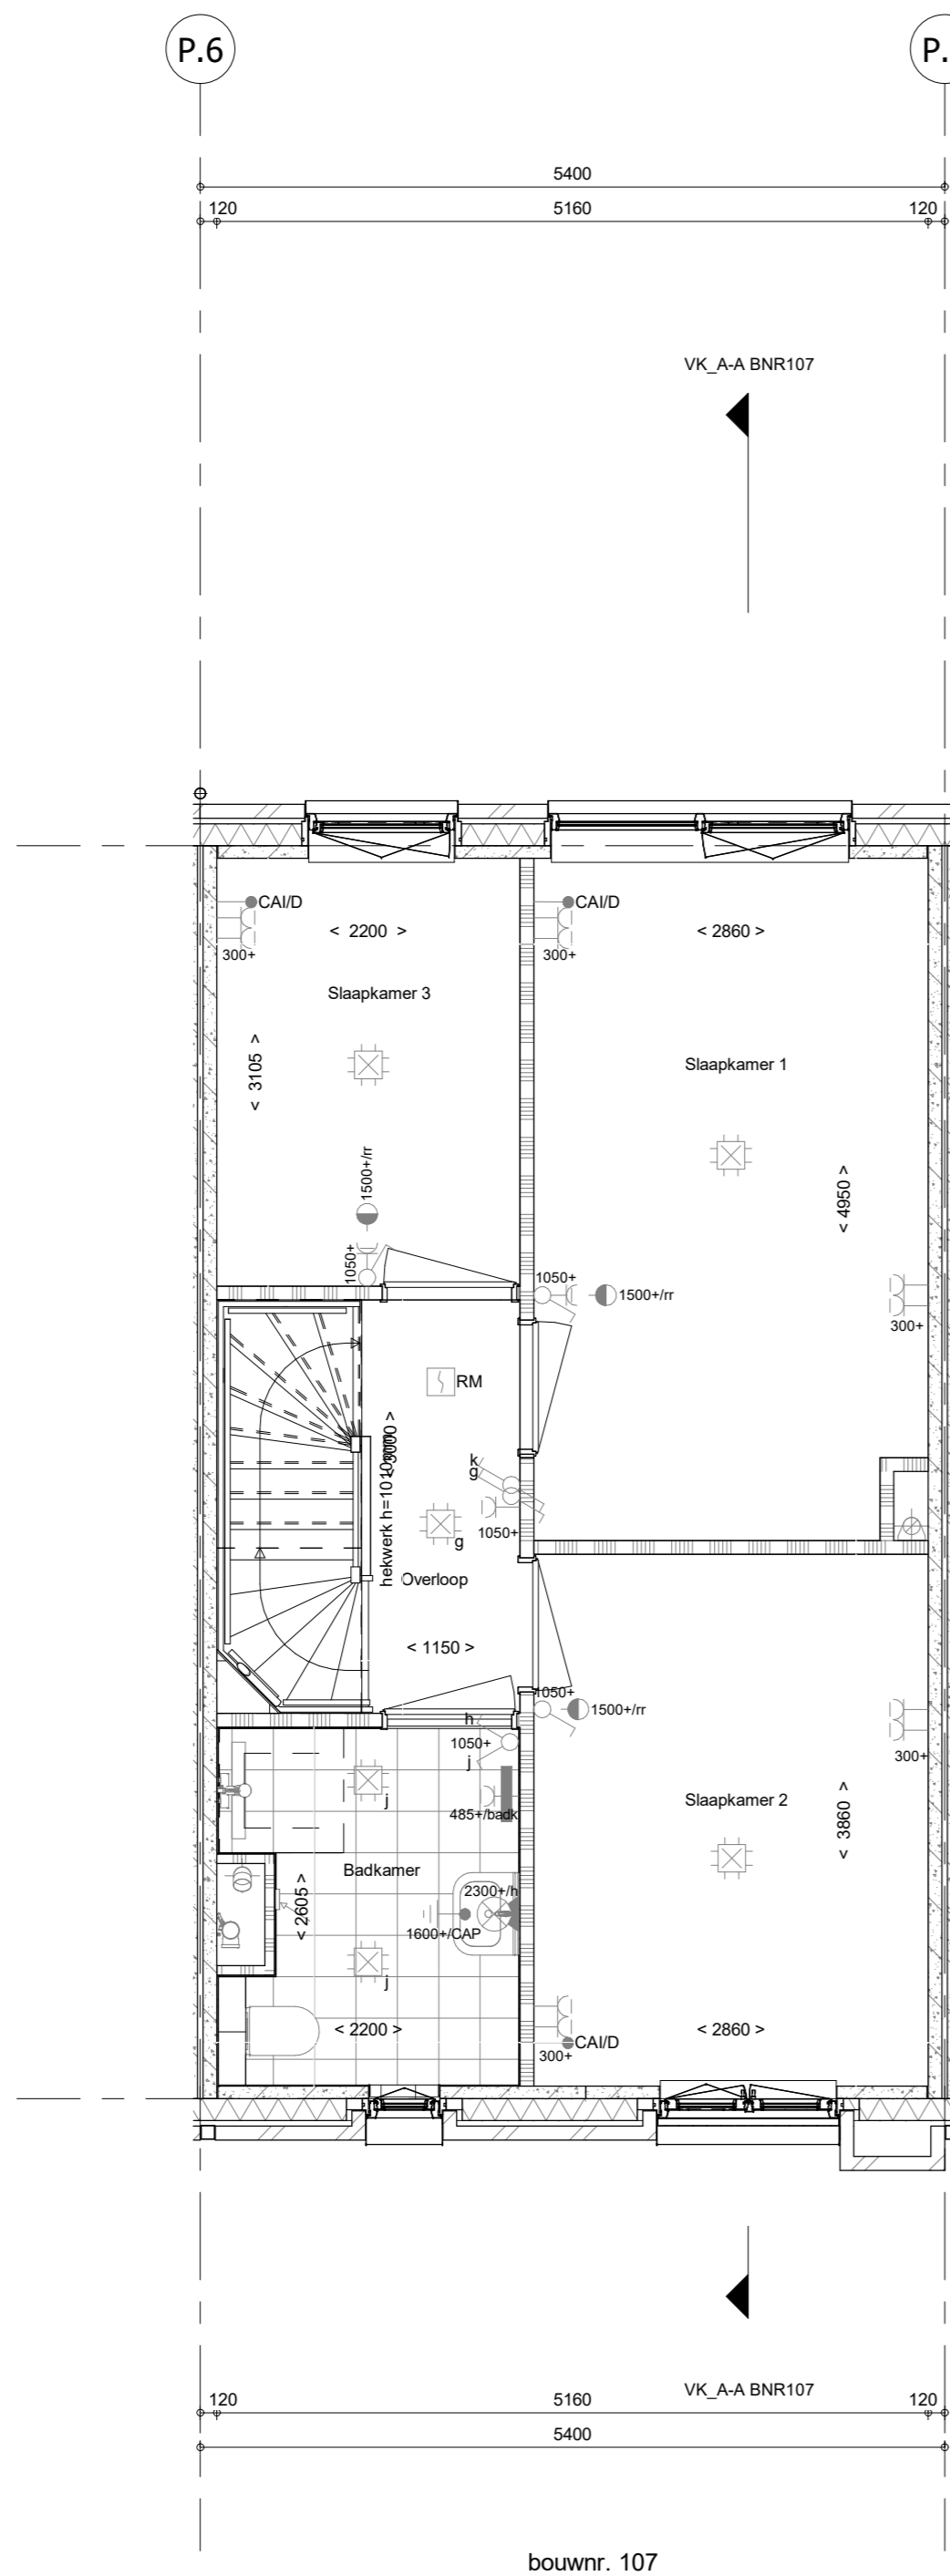 P.6
P.
5400
120 5160 120
VK_A-A BNR107
CAI/D
CAI/D
300+
300+
< 2200 >
< 2860 >
Slaapkamer 3
< 3105 >
Slaapkamer 1
1500+/rr
1050+
< 4950 >
1050+
1500+/rr
300+
RM
< 3000 >
hekwerk h=1010mm
k
g
1050+
g
Overloop
< 1150 >
1050+
1500+/rr
300+
h
1050+
j
j
485+/badk
Slaapkamer 2
< 3860 >
Badkamer
2300+/h
< 2605 >
1600+/CAP
j
< 2200 >
< 2860 >
CAI/D
300+
VK_A-A BNR107
120 5160 120
5400
bouwnr. 107